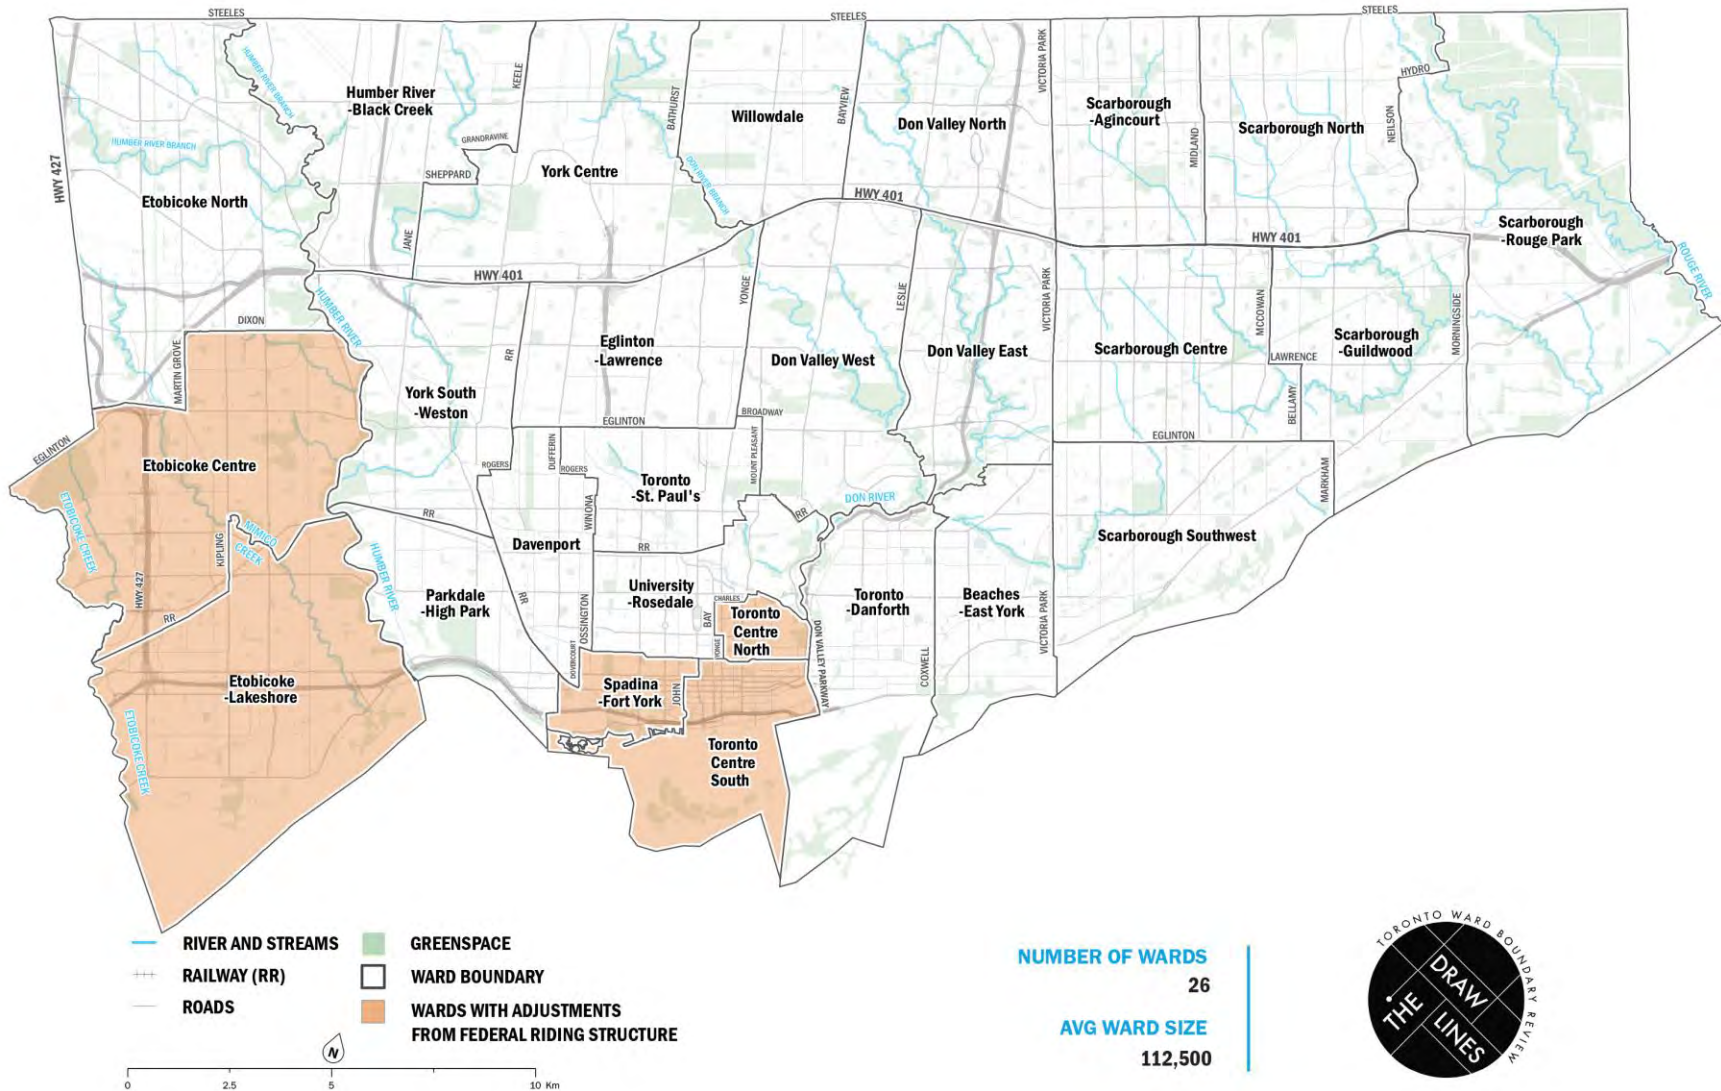 STEELES
STEELES
STEELES
HUMBER RIVER BRANCH
KEELE
Humber River
-Black Creek
BATHURST
Willowdale
BAYVIEW
Don Valley North
VICTORIA PARK
Scarborough
-Agincourt
MIDLAND
Scarborough North
HYDRO
NEILSON
HUMBER RIVER BRANCH
GRANDRAVINE
SHEPPARD
York Centre
DON RIVER BRANCH
HWY 427
Etobicoke North
JANE
HWY 401
HWY 401
HWY 401
Scarborough
-Rouge Park
ROUGE RIVER
HUMBER RIVER
DIXON
MARTIN GROVE
RR
Eglinton
-Lawrence
YONGE
Don Valley West
LESLIE
Don Valley East
VICTORIA PARK
Scarborough Centre
MCCOWAN
LAWRENCE
Scarborough
-Guildwood
MORNINGSIDE
York South
-Weston
EGLINTON
BROADWAY
BELLAMY
EGLINTON
EGLINTON
Etobicoke Centre
ROGERS
DUFFERIN
ROGERS
MOUNT PLEASANT
Toronto
-St. Paul's
WINONA
DON RIVER
MARKHAM
ETOBICOKE CREEK
MIMICO
CREEK
KIPLING
RR
RR
RR
Davenport
Scarborough Southwest
HWY 427
HUMBER RIVER
Parkdale
-High Park
RR
OSSINGTON
University
-Rosedale
BAY
CHARLES
Toronto
Centre
North
YONGE
DON VALLEY PARKWAY
Toronto
-Danforth
COXWELL
Beaches
-East York
VICTORIA PARK
RR
DOVERCOURT
Etobicoke
-Lakeshore
Spadina
-Fort York
JOHN
ETOBICOKE CREEK
Toronto
Centre
South
RIVER AND STREAMS
RAILWAY (RR)
ROADS
GREENSPACE
WARD BOUNDARY
WARDS WITH ADJUSTMENTS
FROM FEDERAL RIDING STRUCTURE
N
0 2.5 5 10 Km
NUMBER OF WARDS
26
AVG WARD SIZE
112,500
TORONTO WARD BOUNDARY REVIEW
DRAW
THE
LINES